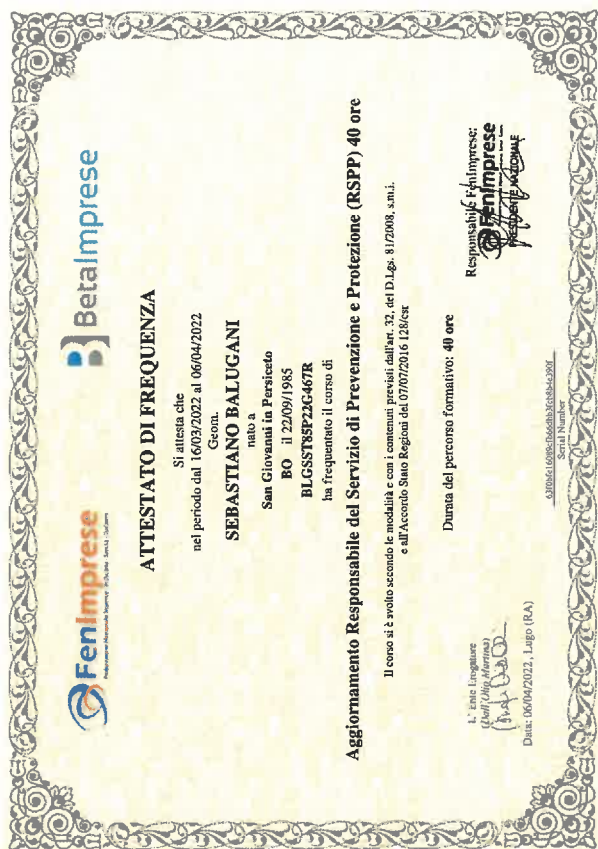 FenImprese
BetaImprese
ATTESTATO DI FREQUENZA
Si attesta che
nel periodo dal 16/03/2022 al 06/04/2022
Geom.
SEBASTIANO BALUGANI
nato a
San Giovanni in Persiceto
BO il 22/09/1985
BLGSST85P22G467R
ha frequentato il corso di
Aggiornamento Responsabile del Servizio di Prevenzione e Protezione (RSPP) 40 ore
Il corso si è svolto secondo le modalità e con i contenuti previsti dall'art. 32, del D.Lgs. 81/2008, s.m.i.
e all'Accordo Stato Regioni del 07/07/2016 128/csr
Durata del percorso formativo: 40 ore
L' Ente Erogatore
(Dall'Olio Martina)
Data: 06/04/2022, Lugo (RA)
Responsabile FenImprese:
FenImprese
PRESIDENTE NAZIONALE
Serial Number